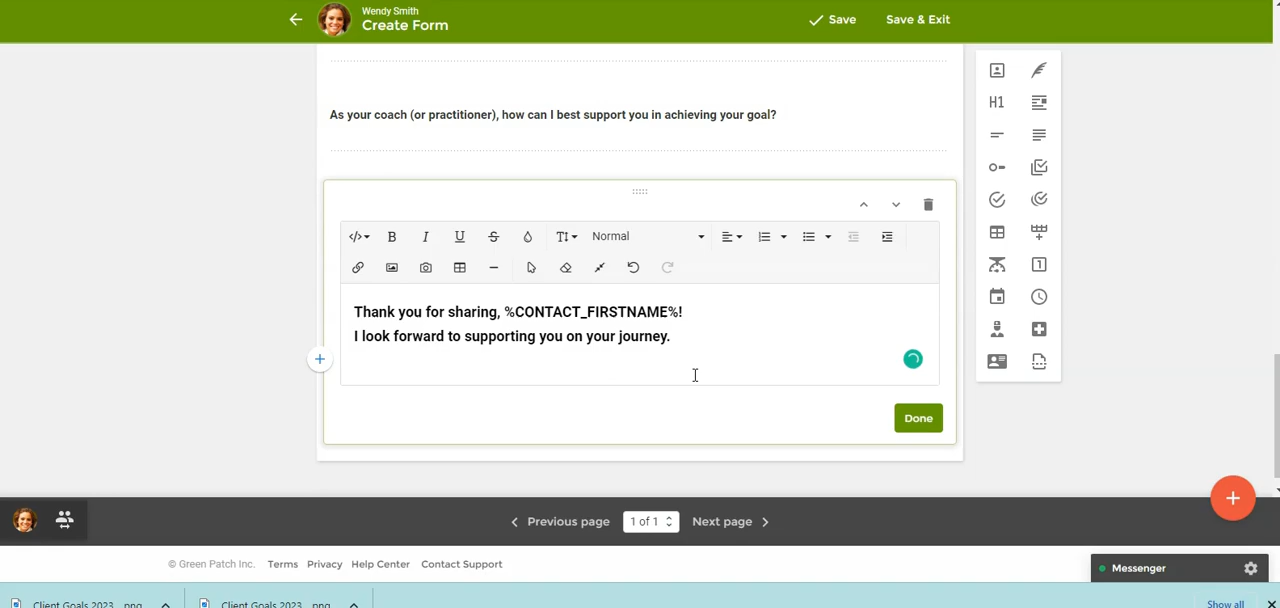 Wendy Smith
Create Form
Save
Save & Exit
As your coach (or practitioner), how can I best support you in achieving your goal?
H1
Normal
Thank you for sharing, %CONTACT_FIRSTNAME%!
I look forward to supporting you on your journey.
Done
Previous page
1 of 1
Next page
© Green Patch Inc.
Terms
Privacy
Help Center
Contact Support
Messenger
Client Goals 2023....png
Client Goals 2023....png
Show all